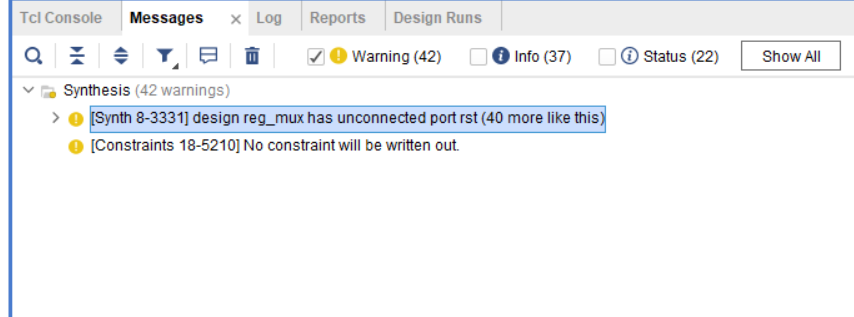 Tcl Console Messages × Log Reports Design Runs
Warning (42) Info (37) Status (22) Show All
Synthesis (42 warnings)
[Synth 8-3331] design reg_mux has unconnected port rst (40 more like this)
[Constraints 18-5210] No constraint will be written out.